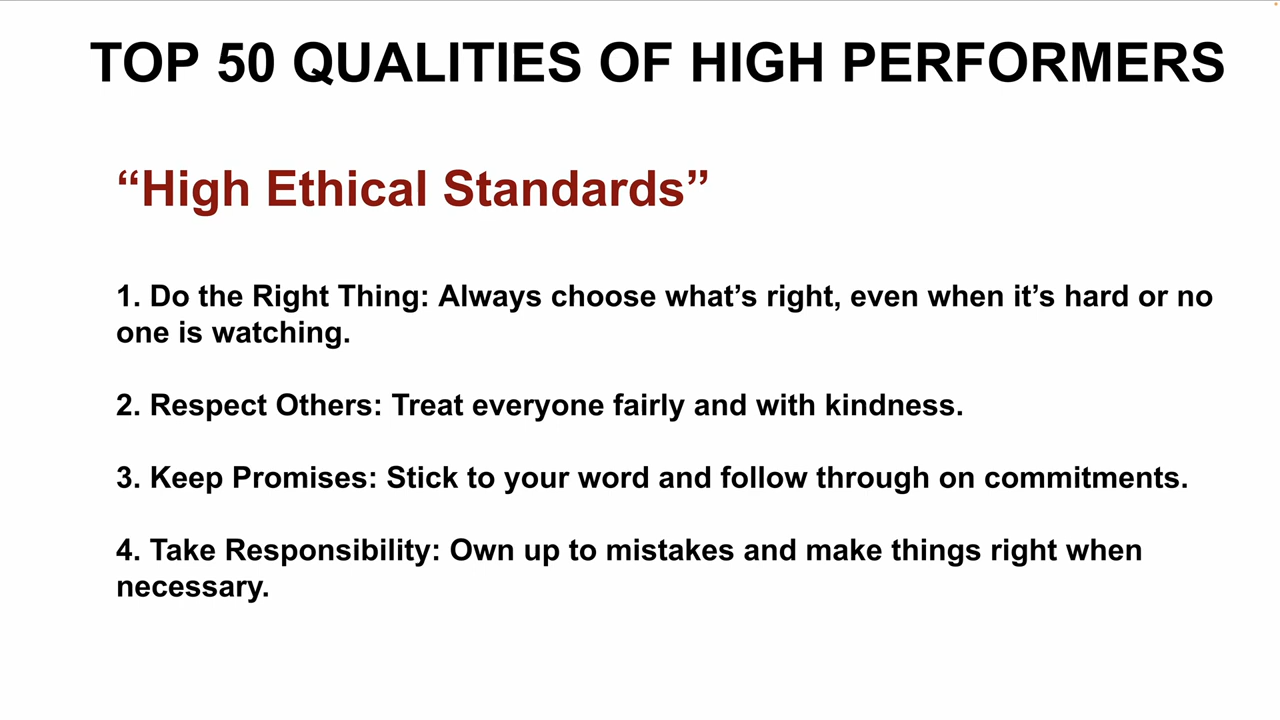 TOP 50 QUALITIES OF HIGH PERFORMERS
“High Ethical Standards”
1. Do the Right Thing: Always choose what’s right, even when it’s hard or no
one is watching.
2. Respect Others: Treat everyone fairly and with kindness.
3. Keep Promises: Stick to your word and follow through on commitments.
4. Take Responsibility: Own up to mistakes and make things right when
necessary.